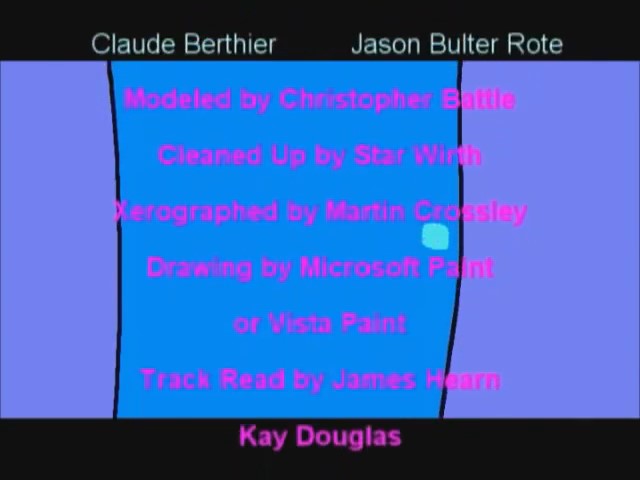 Claude Berthier Jason Bulter Rote
Modeled by Christopher Battle
Cleaned Up by Star Wirth
Xerographed by Martin Crossley
Drawing by Microsoft Paint
or Vista Paint
Track Read by James Hearn
Kay Douglas